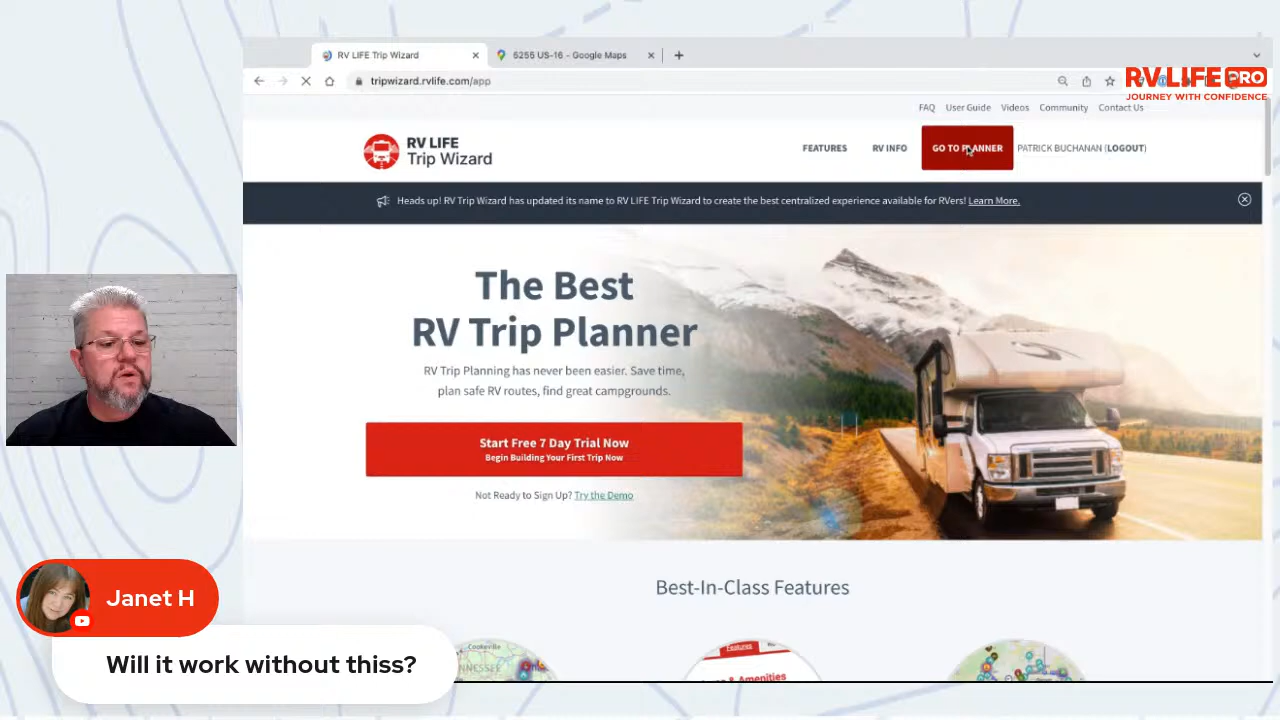 RV LIFE Trip Wizard
5255 US-16 - Google Maps
tripwizard.rvlife.com/app
RV LIFE PRO
JOURNEY WITH CONFIDENCE
FAQ User Guide Videos Community Contact Us
RV LIFE
Trip Wizard
FEATURES RV INFO GO TO PLANNER PATRICK BUCHANAN (LOGOUT)
Heads up! RV Trip Wizard has updated its name to RV LIFE Trip Wizard to create the best centralized experience available for RVers! Learn More.
The Best
RV Trip Planner
RV Trip Planning has never been easier. Save time,
plan safe RV routes, find great campgrounds.
Start Free 7 Day Trial Now
Begin Building Your First Trip Now
Not Ready to Sign Up? Try the Demo
Best-In-Class Features
Cookeville
TENNESSEE
Features
& Amenities
Janet H
Will it work without thiss?